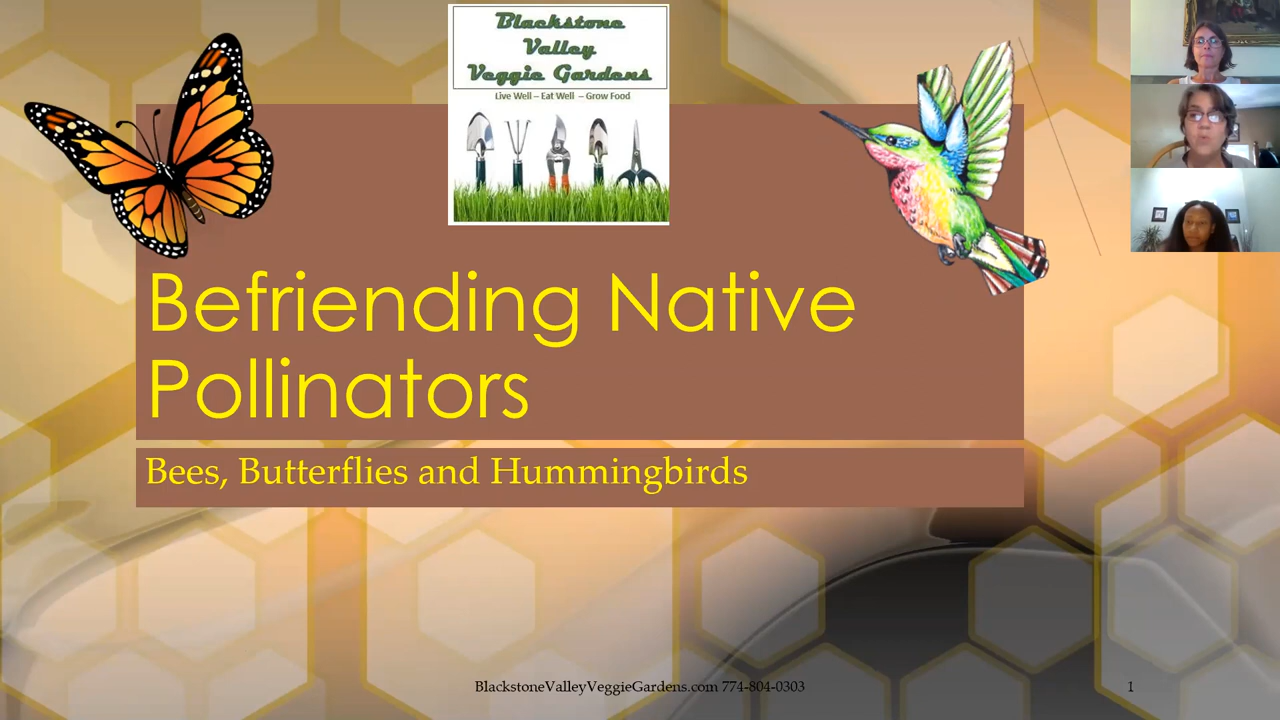 Blackstone
Valley
Veggie Gardens
Live Well – Eat Well – Grow Food
Befriending Native
Pollinators
Bees, Butterflies and Hummingbirds
BlackstoneValleyVeggieGardens.com 774-804-0303
1